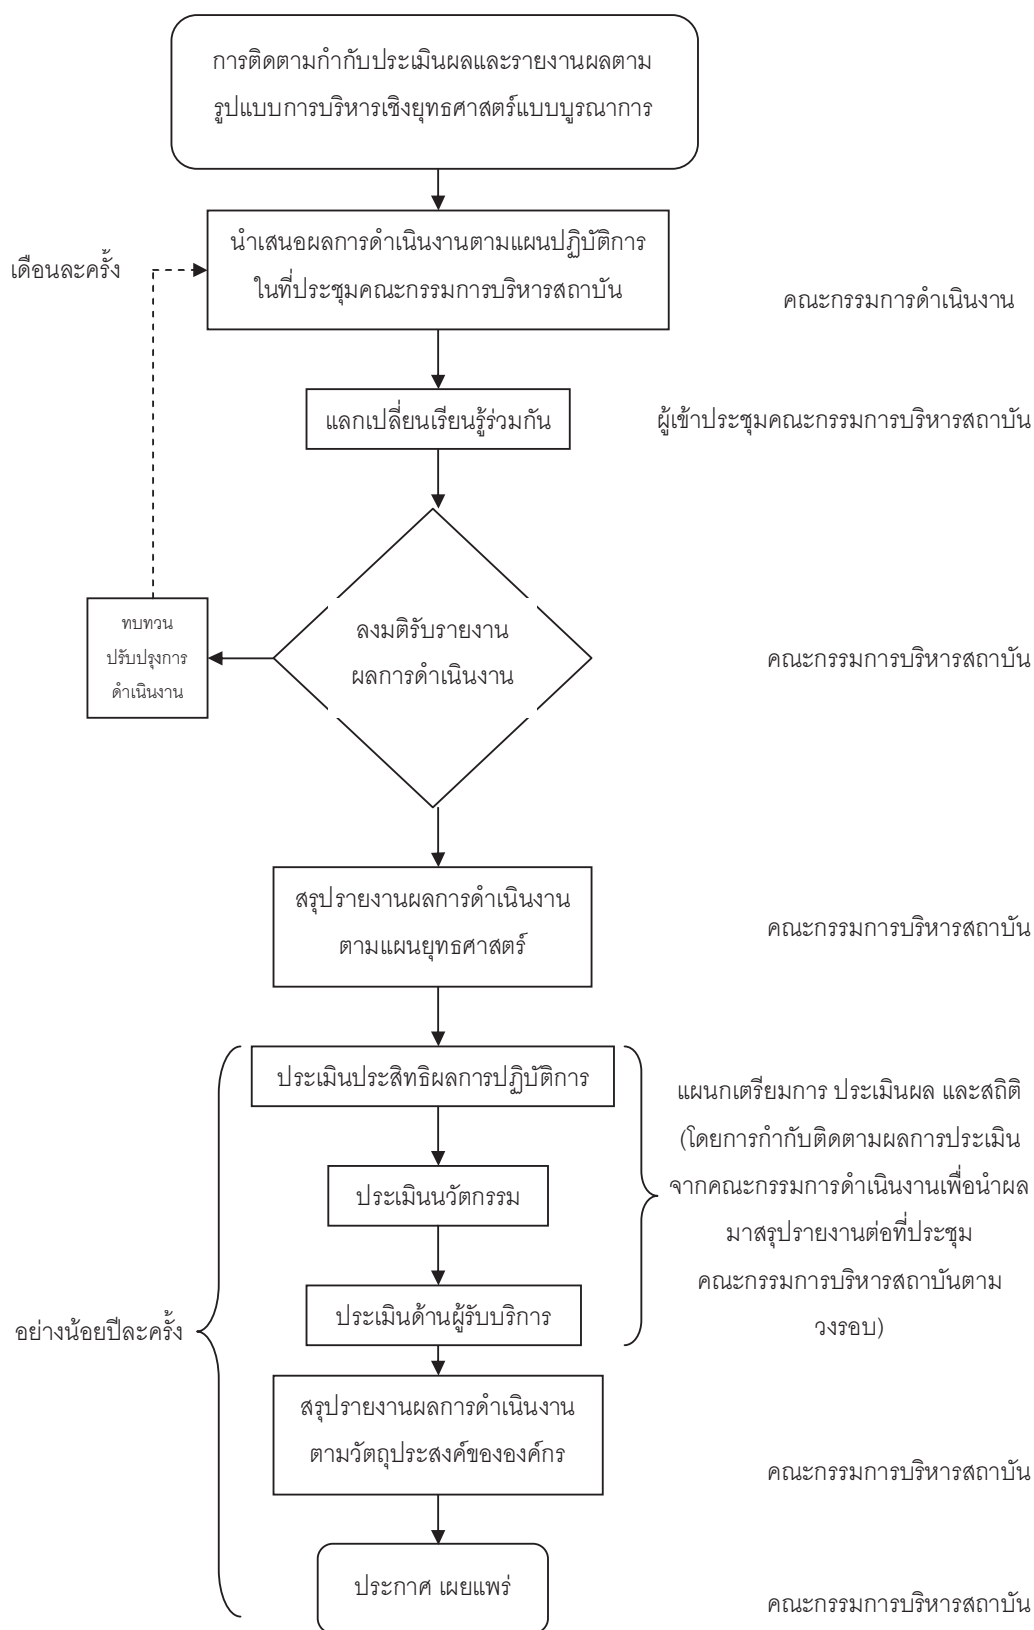 การติดตามกำกับประเมินผลและรายงานผลตาม
รูปแบบการบริหารเชิงยุทธศาสตร์แบบบูรณาการ
นำเสนอผลการดำเนินงานตามแผนปฏิบัติการ
ในที่ประชุมคณะกรรมการบริหารสถาบัน
เดือนละครั้ง
คณะกรรมการดำเนินงาน
แลกเปลี่ยนเรียนรู้ร่วมกัน
ผู้เข้าประชุมคณะกรรมการบริหารสถาบัน
ลงมติรับรายงาน
ผลการดำเนินงาน
ทบทวน
ปรับปรุงการ
ดำเนินงาน
คณะกรรมการบริหารสถาบัน
สรุปรายงานผลการดำเนินงาน
ตามแผนยุทธศาสตร์
คณะกรรมการบริหารสถาบัน
ประเมินประสิทธิผลการปฏิบัติการ
ประเมินนวัตกรรม
ประเมินด้านผู้รับบริการ
แผนกเตรียมการ ประเมินผล และสถิติ
(โดยการกำกับติดตามผลการประเมิน
จากคณะกรรมการดำเนินงานเพื่อนำผล
มาสรุปรายงานต่อที่ประชุม
คณะกรรมการบริหารสถาบันตาม
วงรอบ)
อย่างน้อยปีละครั้ง
สรุปรายงานผลการดำเนินงาน
ตามวัตถุประสงค์ขององค์กร
คณะกรรมการบริหารสถาบัน
ประกาศ เผยแพร่
คณะกรรมการบริหารสถาบัน